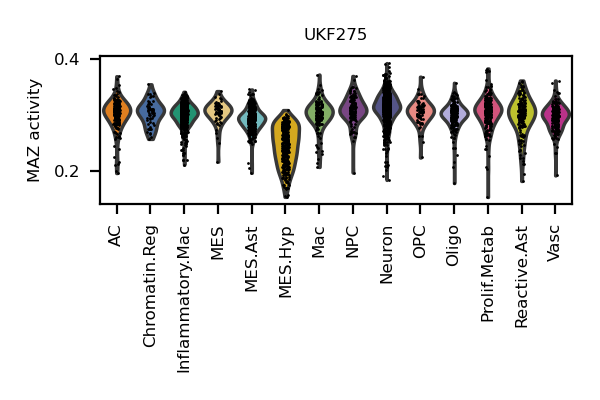 UKF275
MAZ activity
0.4
0.2
AC
Chromatin.Reg
Inflammatory.Mac
MES
MES.Ast
MES.Hyp
Mac
NPC
Neuron
OPC
Oligo
Prolif.Metab
Reactive.Ast
Vasc